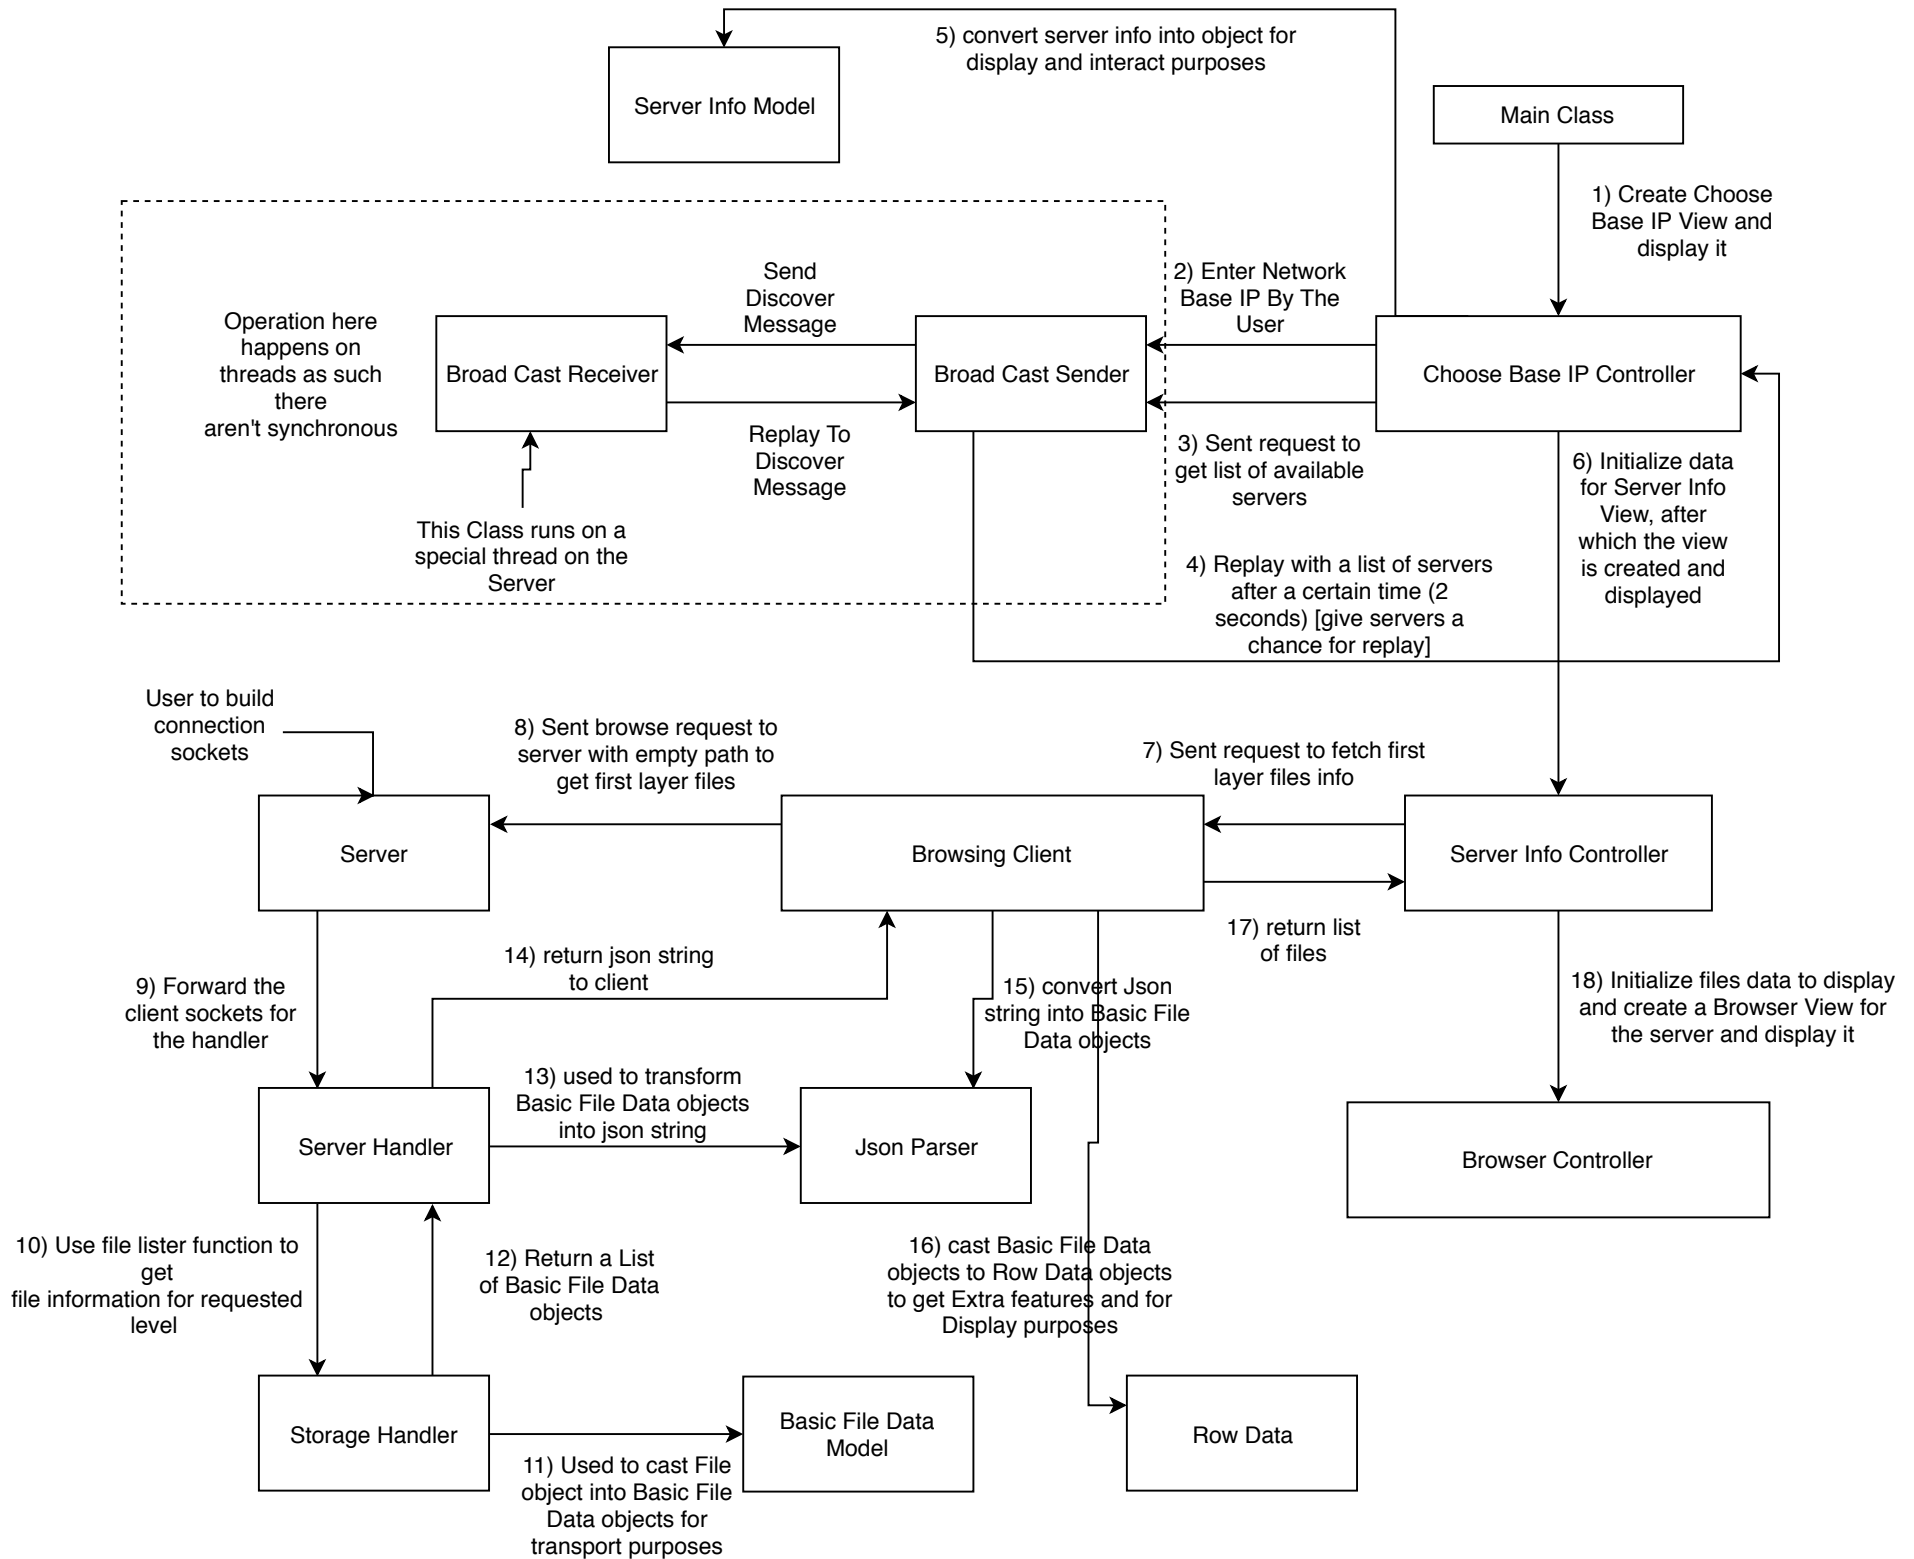 5) convert server info into object for
display and interact purposes
Server Info Model
Main Class
1) Create Choose
Base IP View and
display it
Send
Discover
Message
2) Enter Network
Base IP By The
User
Operation here
happens on
threads as such
there
aren't synchronous
Broad Cast Receiver
Broad Cast Sender
Choose Base IP Controller
Replay To
Discover
Message
3) Sent request to
get list of available
servers
6) Initialize data
for Server Info
View, after
which the view
is created and
displayed
This Class runs on a
special thread on the
Server
4) Replay with a list of servers
after a certain time (2
seconds) [give servers a
chance for replay]
User to build
connection
sockets
8) Sent browse request to
server with empty path to
get first layer files
7) Sent request to fetch first
layer files info
Server
Browsing Client
Server Info Controller
17) return list
of files
14) return json string
to client
9) Forward the
client sockets for
the handler
15) convert Json
string into Basic File
Data objects
18) Initialize files data to display
and create a Browser View for
the server and display it
13) used to transform
Basic File Data objects
into json string
Server Handler
Json Parser
Browser Controller
10) Use file lister function to
get
file information for requested
level
12) Return a List
of Basic File Data
objects
16) cast Basic File Data
objects to Row Data objects
to get Extra features and for
Display purposes
Storage Handler
Basic File Data
Model
Row Data
11) Used to cast File
object into Basic File
Data objects for
transport purposes